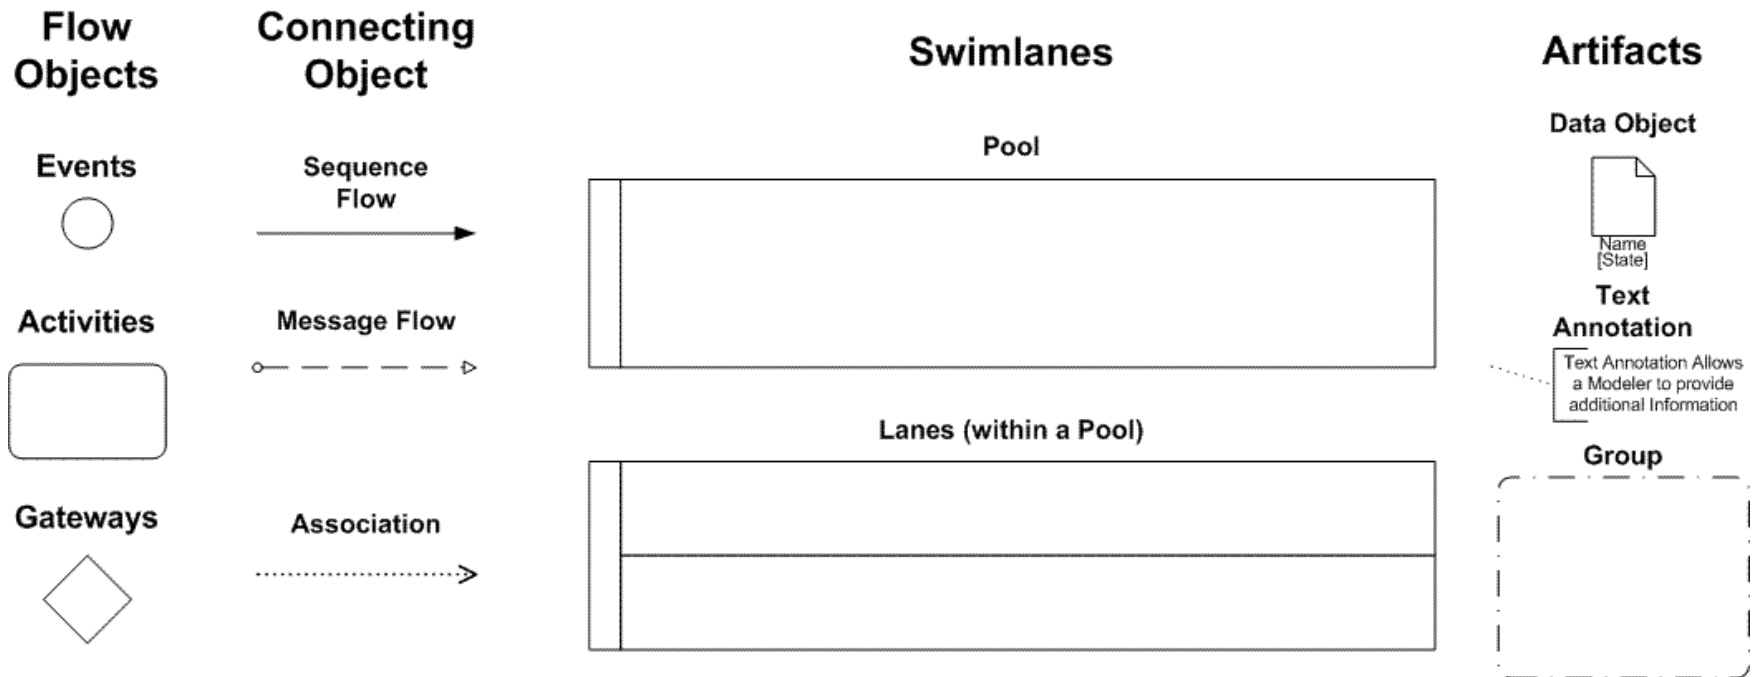 Flow
Objects
Connecting
Object
Swimlanes
Artifacts
Events
Sequence
Flow
Pool
Data Object
Name
[State]
Activities
Message Flow
Text
Annotation
Text Annotation Allows
a Modeler to provide
additional Information
Lanes (within a Pool)
Group
Gateways
Association